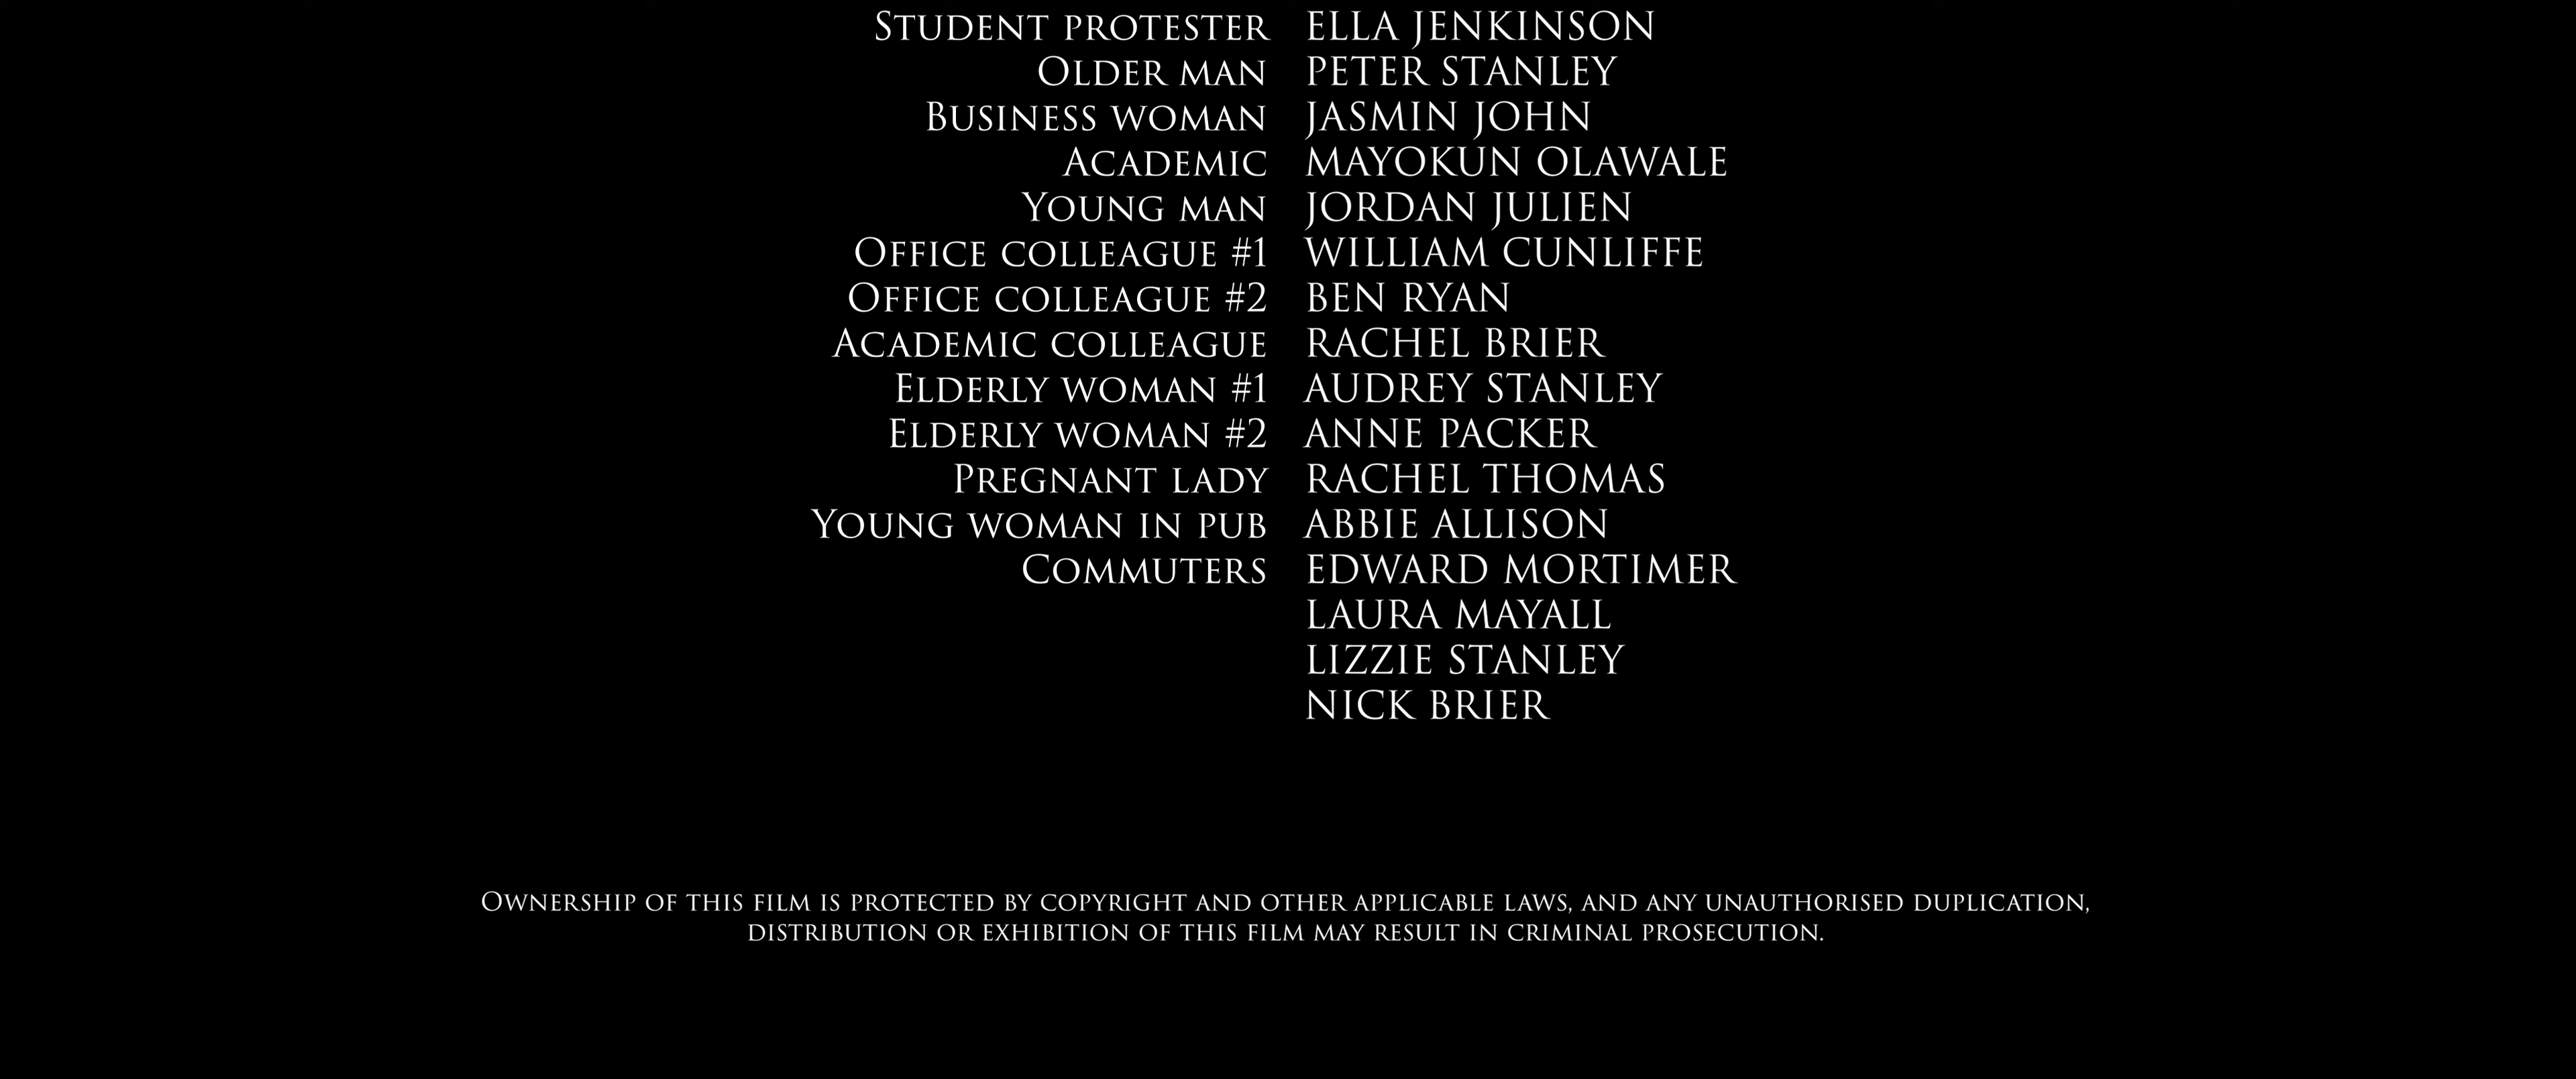 Student protester ELLA JENKINSON
Older man PETER STANLEY
Business woman JASMIN JOHN
Academic MAYOKUN OLAWALE
Young man JORDAN JULIEN
Office colleague #1 WILLIAM CUNLIFFE
Office colleague #2 BEN RYAN
Academic colleague RACHEL BRIER
Elderly woman #1 AUDREY STANLEY
Elderly woman #2 ANNE PACKER
Pregnant lady RACHEL THOMAS
Young woman in pub ABBIE ALLISON
Commuters EDWARD MORTIMER
LAURA MAYALL
LIZZIE STANLEY
NICK BRIER
Ownership of this film is protected by copyright and other applicable laws, and any unauthorised duplication,
distribution or exhibition of this film may result in criminal prosecution.